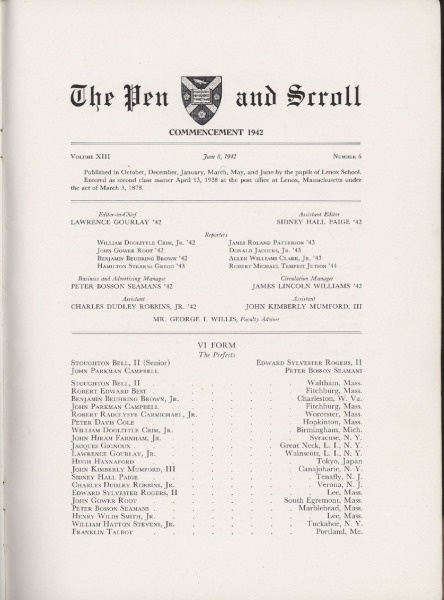 The Pen and Scroll
COMMENCEMENT 1942
VOLUME XIII June 8, 1942 NUMBER 6
Published in October, December, January, March, May, and June by the pupils of Lenox School.
Entered as second class matter April 13, 1938 at the post office at Lenox, Massachusetts under
the act of March 3, 1878.
Editor-in-Chief Assistant Editor
LAWRENCE GOURLAY '42 SIDNEY HALL PAIGE '42
Reporters
WILLIAM DOOLITTLE CRIM, JR. '42 JAMES ROLAND PATTERSON '43
JOHN GOWER ROOT '42 DONALD JACOCKS, JR. '43
BENJAMIN BEUHRING BROWN '42 ALLEN WILLIAMS CLARK, JR. '43
HAMILTON STEARNS GREGG '43 ROBERT MICHAEL TEMPEST JUTSON '44
Business and Advertising Manager Circulation Manager
PETER BOSSON SEAMANS '42 JAMES LINCOLN WILLIAMS '42
Assistant Assistant
CHARLES DUDLEY ROBBINS, JR. '42 JOHN KIMBERLY MUMFORD, III
MR. GEORGE L. WILLIS, Faculty Adviser
VI FORM
The Prefects
STOUGHTON BELL, II (Senior) EDWARD SYLVESTER ROGERS, II
JOHN PARKMAN CAMPBELL PETER BOSSON SEAMANS
STOUGHTON BELL, II Waltham, Mass.
ROBERT EDWARD BEST Fitchburg, Mass.
BENJAMIN BEUHRING BROWN, JR. Charleston, W. Va.
JOHN PARKMAN CAMPBELL Fitchburg, Mass.
ROBERT RADCLYFFE CARMICHAEL, JR. Worcester, Mass.
PETER DAVIS COLE Hopkinton, Mass.
WILLIAM DOOLITTLE CRIM, JR. Birmingham, Mich.
JOHN HIRAM FARNHAM, JR. Syracuse, N. Y.
JACQUES GIGNOUX Great Neck, L. I., N. Y.
LAWRENCE GOURLAY, JR. Wainscott, L. I., N. Y.
HUGH HANNAFORD Tokyo, Japan
JOHN KIMBERLY MUMFORD, III Canajoharie, N. Y.
SIDNEY HALL PAIGE Tenafly, N. J.
CHARLES DUDLEY ROBBINS, JR. Verona, N. J.
EDWARD SYLVESTER ROGERS, II Lee, Mass.
JOHN GOWER ROOT South Egremont, Mass.
PETER BOSSON SEAMANS Marblehead, Mass.
HENRY WILDS SMITH, JR. Lee, Mass.
WILLIAM HATTON STEVENS, JR. Tuckahoe, N. Y.
FRANKLIN TALBOT Portland, Me.